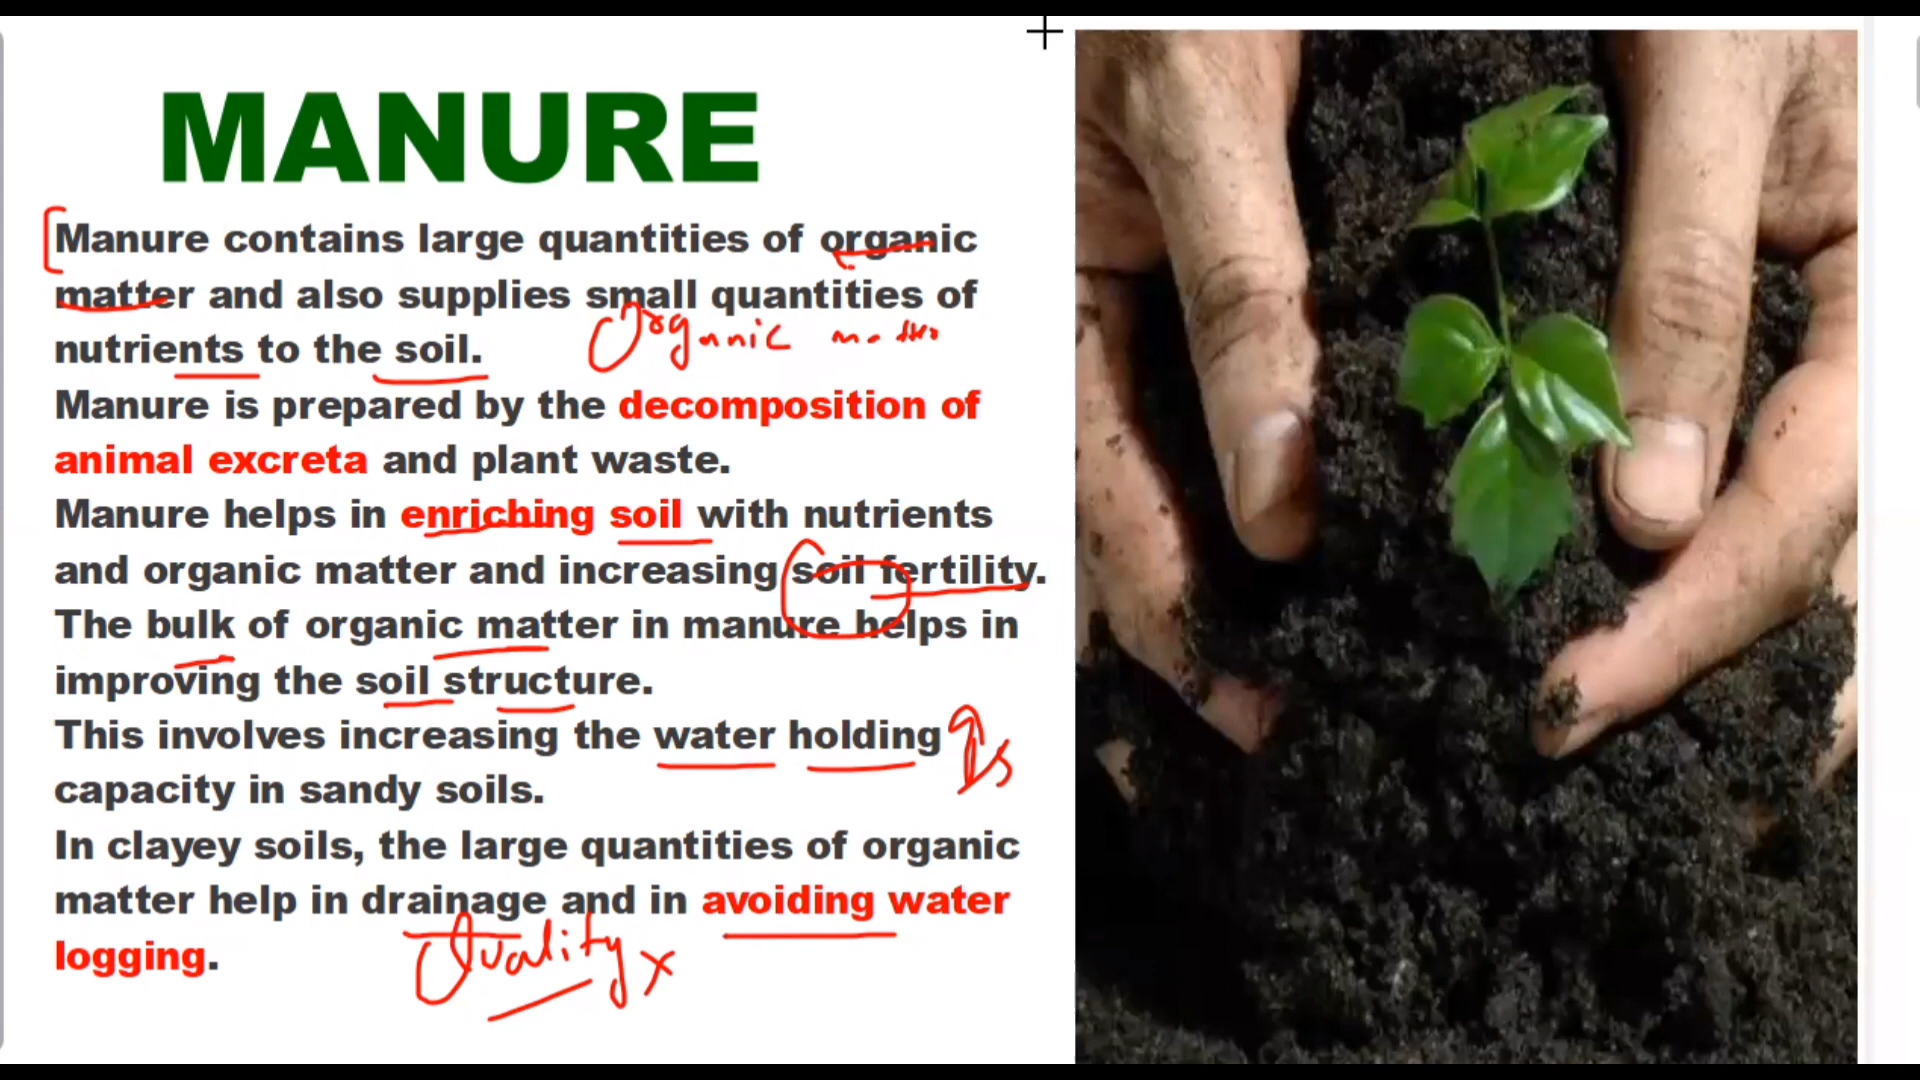 MANURE
Manure contains large quantities of organic
matter and also supplies small quantities of
nutrients to the soil.
Organic matter
Manure is prepared by the decomposition of
animal excreta and plant waste.
Manure helps in enriching soil with nutrients
and organic matter and increasing soil fertility.
The bulk of organic matter in manure helps in
improving the soil structure.
This involves increasing the water holding
capacity in sandy soils.
In clayey soils, the large quantities of organic
matter help in drainage and in avoiding water
logging.
Quality x